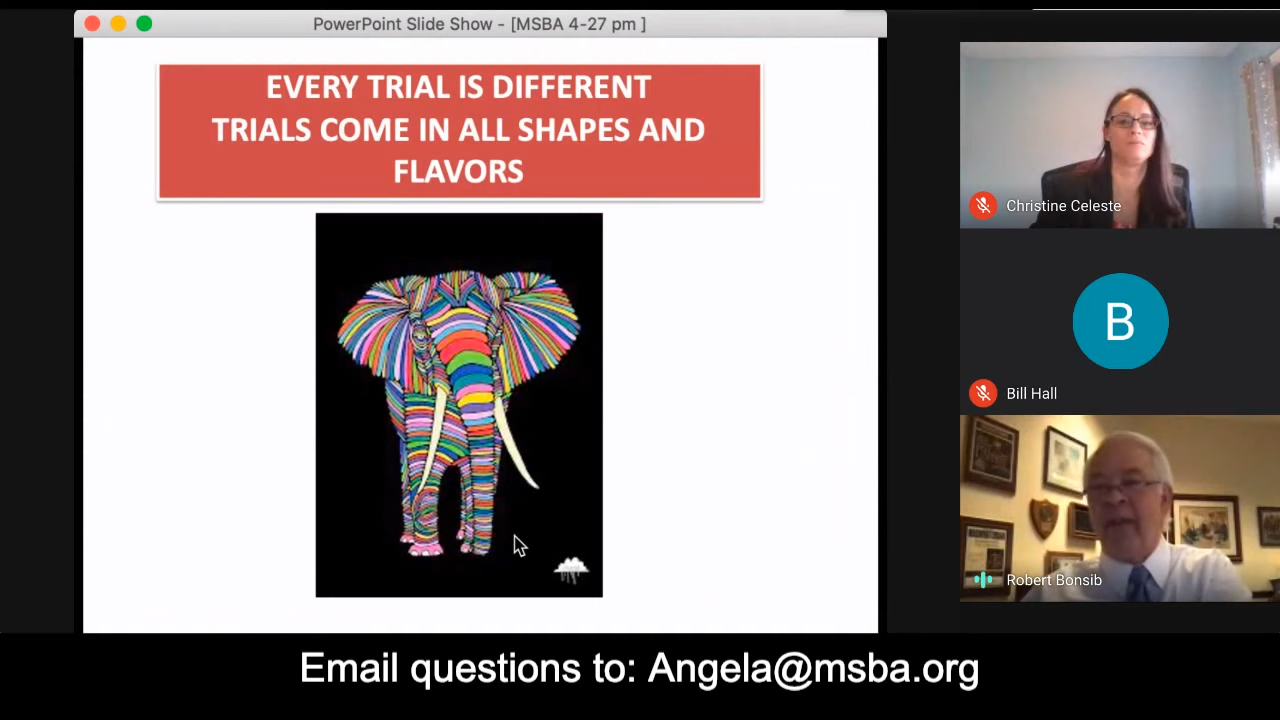 PowerPoint Slide Show - [MSBA 4-27 pm ]
EVERY TRIAL IS DIFFERENT
TRIALS COME IN ALL SHAPES AND
FLAVORS
Christine Celeste
B
Bill Hall
Robert Bonsib
Email questions to: Angela@msba.org